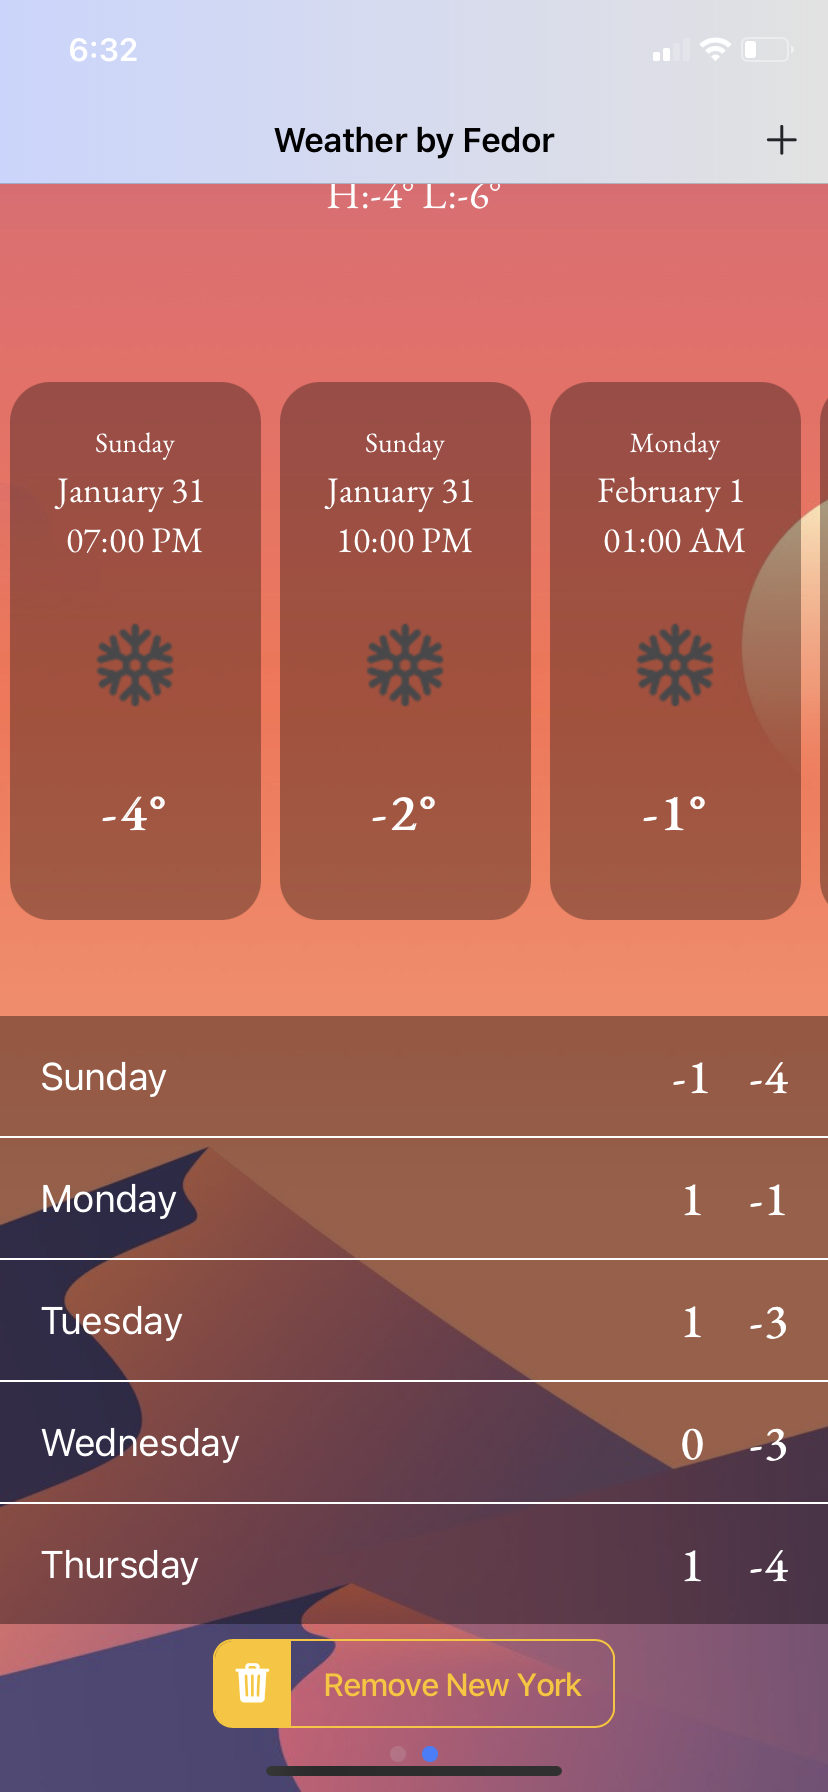 6:32
Weather by Fedor
H:-4° L:-6°
Sunday
January 31
07:00 PM
-4°
Sunday
January 31
10:00 PM
-2°
Monday
February 1
01:00 AM
-1°
Sunday -1 -4
Monday 1 -1
Tuesday 1 -3
Wednesday 0 -3
Thursday 1 -4
Remove New York